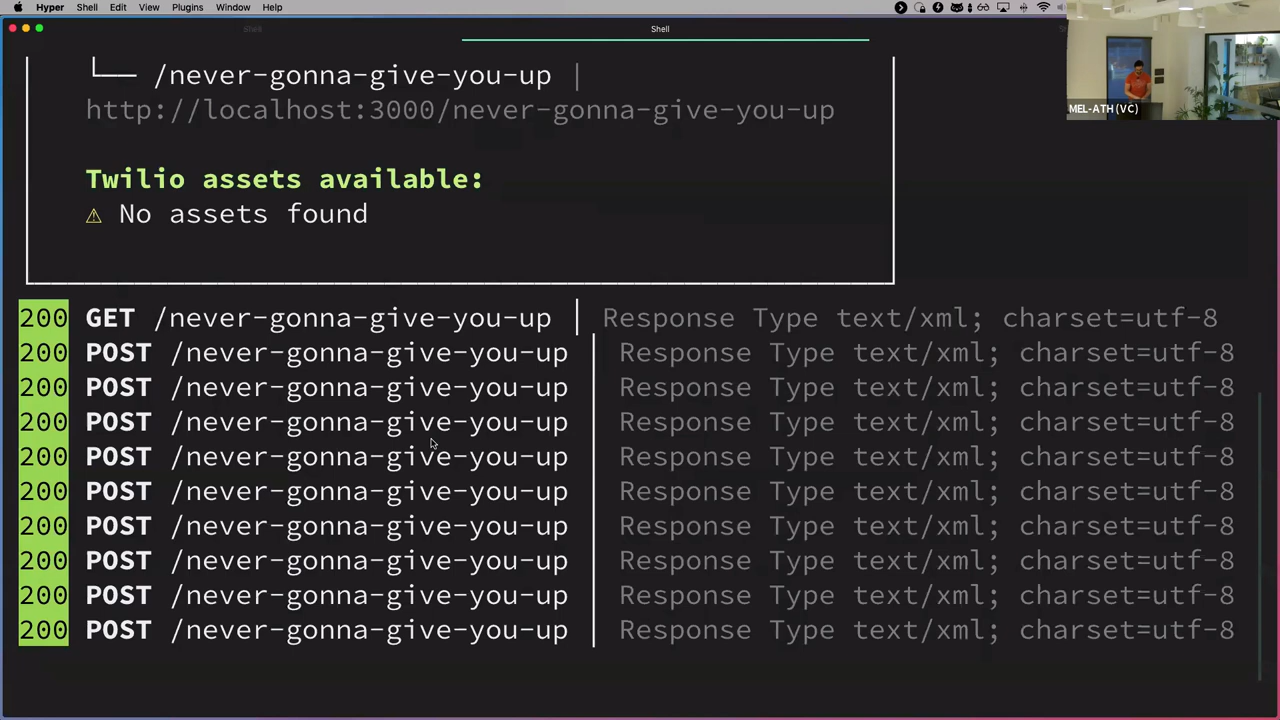 Hyper Shell Edit View Plugins Window Help
Shell Shell
└── /never-gonna-give-you-up |
http://localhost:3000/never-gonna-give-you-up
Twilio assets available:
⚠ No assets found
200 GET /never-gonna-give-you-up │ Response Type text/xml; charset=utf-8
200 POST /never-gonna-give-you-up │ Response Type text/xml; charset=utf-8
200 POST /never-gonna-give-you-up │ Response Type text/xml; charset=utf-8
200 POST /never-gonna-give-you-up │ Response Type text/xml; charset=utf-8
200 POST /never-gonna-give-you-up │ Response Type text/xml; charset=utf-8
200 POST /never-gonna-give-you-up │ Response Type text/xml; charset=utf-8
200 POST /never-gonna-give-you-up │ Response Type text/xml; charset=utf-8
200 POST /never-gonna-give-you-up │ Response Type text/xml; charset=utf-8
200 POST /never-gonna-give-you-up │ Response Type text/xml; charset=utf-8
200 POST /never-gonna-give-you-up │ Response Type text/xml; charset=utf-8
MEL-ATH (VC)